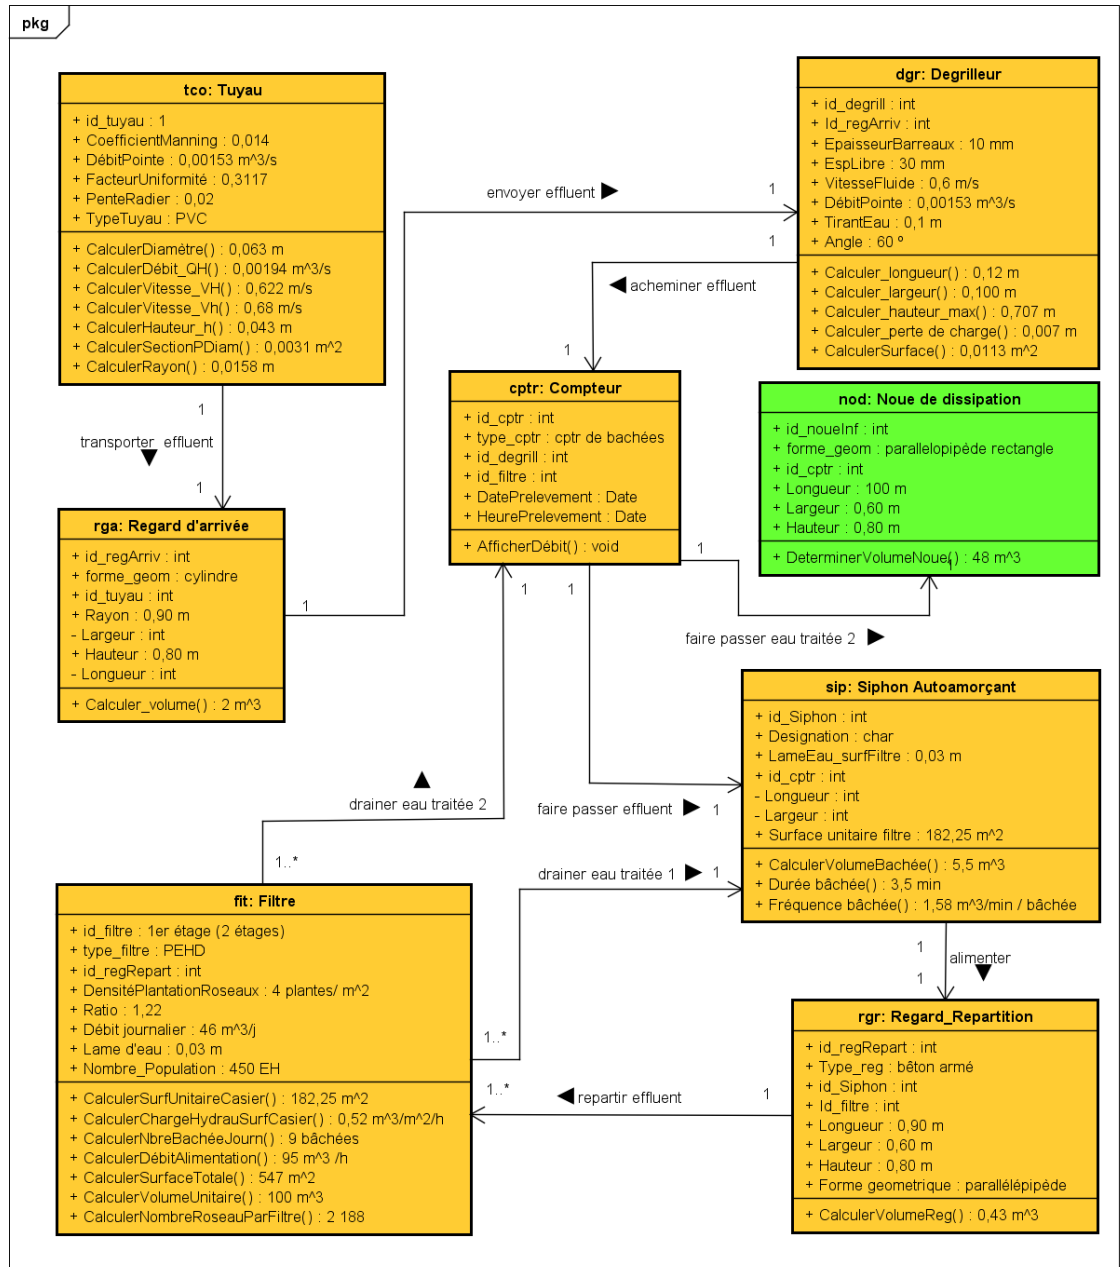 pkg
tco: Tuyau
+ id_tuyau : 1
+ CoefficientManning : 0,014
+ DébitPointe : 0,00153 m^3/s
+ FacteurUniformité : 0,3117
+ PenteRadier : 0,02
+ TypeTuyau : PVC
+ CalculerDiamètre() : 0,063 m
+ CalculerDébit_QH() : 0,00194 m^3/s
+ CalculerVitesse_VH() : 0,622 m/s
+ CalculerVitesse_Vh() : 0,68 m/s
+ CalculerHauteur_h() : 0,043 m
+ CalculerSectionPDiam() : 0,0031 m^2
+ CalculerRayon() : 0,0158 m
dgr: Degrilleur
+ id_degrill : int
+ Id_regArriv : int
+ EpaisseurBarreaux : 10 mm
+ EspLibre : 30 mm
+ VitesseFluide : 0,6 m/s
+ DébitPointe : 0,00153 m^3/s
+ TirantEau : 0,1 m
+ Angle : 60 º
+ Calculer_longueur() : 0,12 m
+ Calculer_largeur() : 0,100 m
+ Calculer_hauteur_max() : 0,707 m
+ Calculer_perte de charge() : 0,007 m
+ CalculerSurface() : 0,0113 m^2
envoyer effluent
1
1
acheminer effluent
1
1
transporter effluent
1
cptr: Compteur
+ id_cptr : int
+ type_cptr : cptr de bachées
+ id_degrill : int
+ id_filtre : int
+ DatePrelevement : Date
+ HeurePrelevement : Date
+ AfficherDébit() : void
nod: Noue de dissipation
+ id_noueInf : int
+ forme_geom : parallelopipède rectangle
+ id_cptr : int
+ Longueur : 100 m
+ Largeur : 0,60 m
+ Hauteur : 0,80 m
+ DeterminerVolumeNoue() : 48 m^3
1
1
faire passer eau traitée 2
rga: Regard d'arrivée
+ id_regArriv : int
+ forme_geom : cylindre
+ id_tuyau : int
+ Rayon : 0,90 m
- Largeur : int
+ Hauteur : 0,80 m
- Longueur : int
+ Calculer_volume() : 2 m^3
1
1
1
sip: Siphon Autoamorçant
+ id_Siphon : int
+ Designation : char
+ LameEau_surfFiltre : 0,03 m
+ id_cptr : int
- Longueur : int
- Largeur : int
+ Surface unitaire filtre : 182,25 m^2
+ CalculerVolumeBachée() : 5,5 m^3
+ Durée bâchée() : 3,5 min
+ Fréquence bâchée() : 1,58 m^3/min / bâchée
drainer eau traitée 2
faire passer effluent
1
1..*
drainer eau traitée 1
1
fit: Filtre
+ id_filtre : 1er étage (2 étages)
+ type_filtre : PEHD
+ id_regRepart : int
+ DensitéPlantationRoseaux : 4 plantes/ m^2
+ Ratio : 1,22
+ Débit journalier : 46 m^3/j
+ Lame d'eau : 0,03 m
+ Nombre_Population : 450 EH
+ CalculerSurfUnitaireCasier() : 182,25 m^2
+ CalculerChargeHydrauSurfCasier() : 0,52 m^3/m^2/h
+ CalculerNbreBachéeJourn() : 9 bâchées
+ CalculerDébitAlimentation() : 95 m^3 /h
+ CalculerSurfaceTotale() : 547 m^2
+ CalculerVolumeUnitaire() : 100 m^3
+ CalculerNombreRoseauParFiltre() : 2 188
1
alimenter
1
1..*
1..*
repartir effluent
1
rgr: Regard_Repartition
+ id_regRepart : int
+ Type_reg : bêton armé
+ id_Siphon : int
+ Id_filtre : int
+ Longueur : 0,90 m
+ Largeur : 0,60 m
+ Hauteur : 0,80 m
+ Forme geometrique : parallélépipède
+ CalculerVolumeReg() : 0,43 m^3